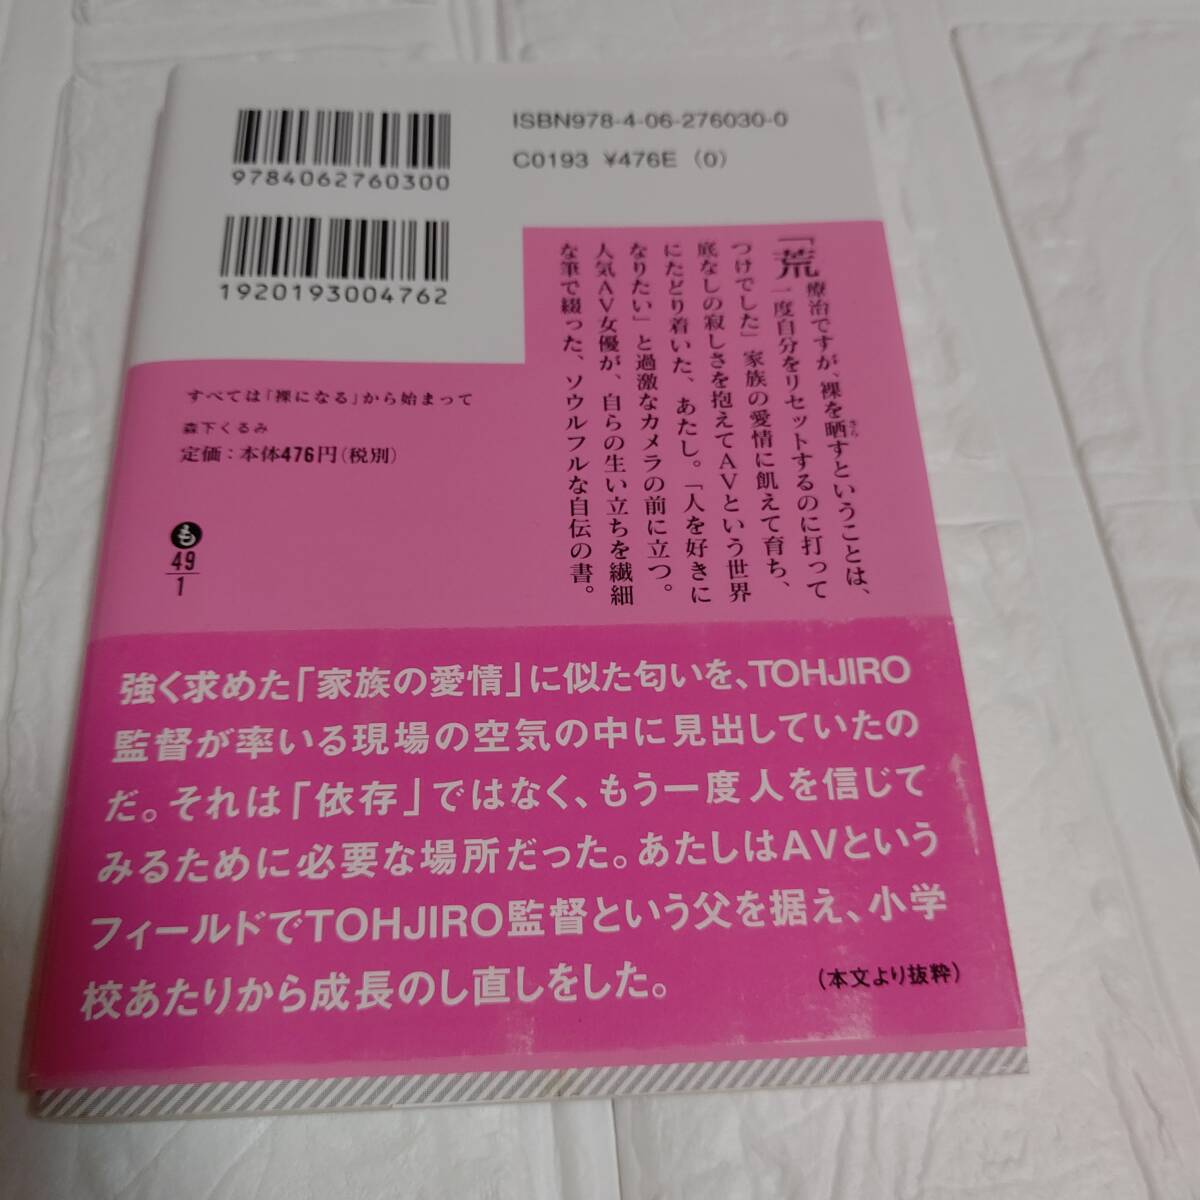 ISBN978-4-06-276030-0
C0193 ¥476E (0)
9784062760300
1920193004762
「荒療治ですが、裸を晒すということは、
さら
一度自分をリセットするのに打って
つけでした」家族の愛情に飢えて育ち、
底なしの寂しさを抱えてAVという世界
にたどり着いた、あたし。「人を好きに
なりたい」と過激なカメラの前に立つ。
人気AV女優が、自らの生い立ちを繊細
な筆で綴った、ソウルフルな自伝の書。
すべては「裸になる」から始まって
森下くるみ
定価:本体476円(税別)
も
49
1
強く求めた「家族の愛情」に似た匂いを、TOHJIRO
監督が率いる現場の空気の中に見出していたの
だ。それは「依存」ではなく、もう一度人を信じて
みるために必要な場所だった。あたしはAVという
フィールドでTOHJIRO監督という父を据え、小学
校あたりから成長のし直しをした。
(本文より抜粋)